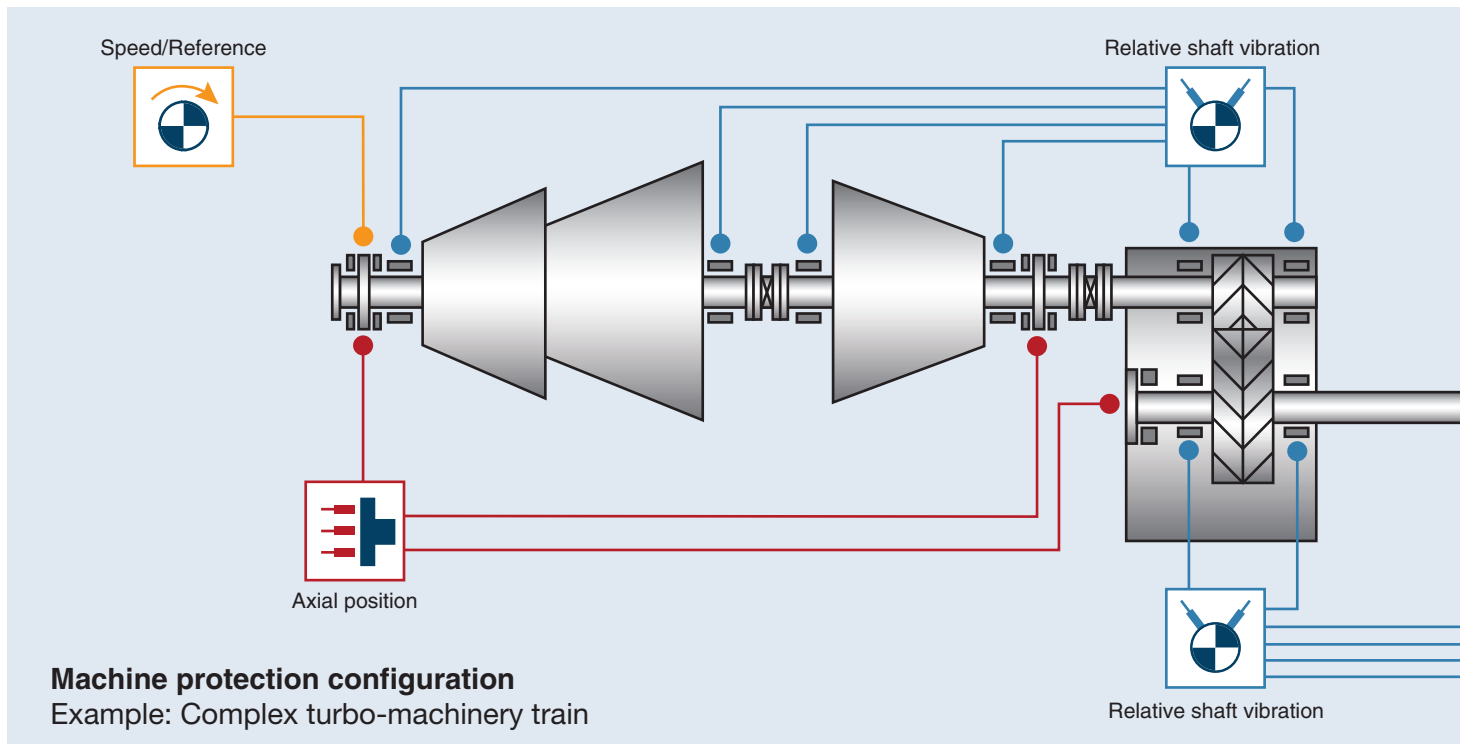 Speed/Reference
Relative shaft vibration
Axial position
Relative shaft vibration
Machine protection configuration
Example: Complex turbo-machinery train